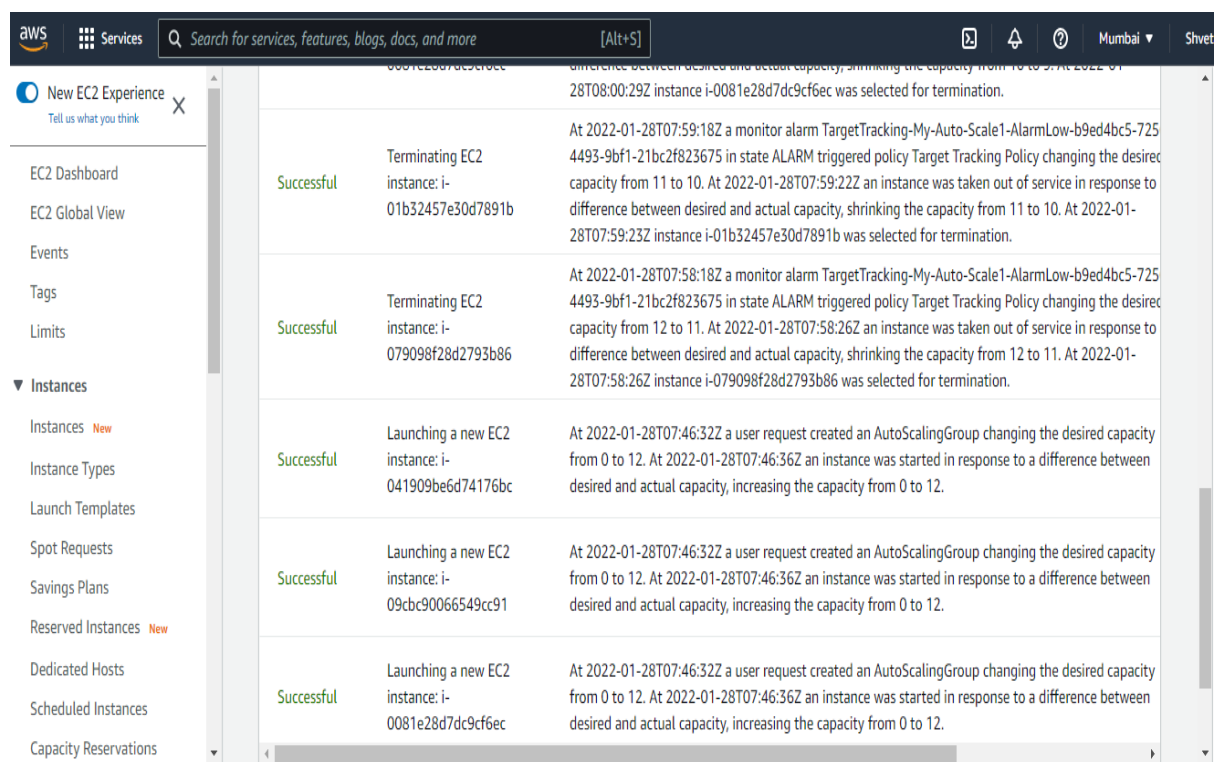 aws
Services
Search for services, features, blogs, docs, and more
[Alt+S]
Mumbai ▼
Shvet
New EC2 Experience
Tell us what you think
X
EC2 Dashboard
EC2 Global View
Events
Tags
Limits
▼ Instances
Instances New
Instance Types
Launch Templates
Spot Requests
Savings Plans
Reserved Instances New
Dedicated Hosts
Scheduled Instances
Capacity Reservations
0081e28d7dc9cf6ec
difference between desired and actual capacity, shrinking the capacity from 10 to 9. At 2022-01-
28T08:00:29Z instance i-0081e28d7dc9cf6ec was selected for termination.
Successful
Terminating EC2
instance: i-
01b32457e30d7891b
At 2022-01-28T07:59:18Z a monitor alarm TargetTracking-My-Auto-Scale1-AlarmLow-b9ed4bc5-725
4493-9bf1-21bc2f823675 in state ALARM triggered policy Target Tracking Policy changing the desired
capacity from 11 to 10. At 2022-01-28T07:59:22Z an instance was taken out of service in response to
difference between desired and actual capacity, shrinking the capacity from 11 to 10. At 2022-01-
28T07:59:23Z instance i-01b32457e30d7891b was selected for termination.
Successful
Terminating EC2
instance: i-
079098f28d2793b86
At 2022-01-28T07:58:18Z a monitor alarm TargetTracking-My-Auto-Scale1-AlarmLow-b9ed4bc5-725
4493-9bf1-21bc2f823675 in state ALARM triggered policy Target Tracking Policy changing the desired
capacity from 12 to 11. At 2022-01-28T07:58:26Z an instance was taken out of service in response to
difference between desired and actual capacity, shrinking the capacity from 12 to 11. At 2022-01-
28T07:58:26Z instance i-079098f28d2793b86 was selected for termination.
Successful
Launching a new EC2
instance: i-
041909be6d74176bc
At 2022-01-28T07:46:32Z a user request created an AutoScalingGroup changing the desired capacity
from 0 to 12. At 2022-01-28T07:46:36Z an instance was started in response to a difference between
desired and actual capacity, increasing the capacity from 0 to 12.
Successful
Launching a new EC2
instance: i-
09cbc90066549cc91
At 2022-01-28T07:46:32Z a user request created an AutoScalingGroup changing the desired capacity
from 0 to 12. At 2022-01-28T07:46:36Z an instance was started in response to a difference between
desired and actual capacity, increasing the capacity from 0 to 12.
Successful
Launching a new EC2
instance: i-
0081e28d7dc9cf6ec
At 2022-01-28T07:46:32Z a user request created an AutoScalingGroup changing the desired capacity
from 0 to 12. At 2022-01-28T07:46:36Z an instance was started in response to a difference between
desired and actual capacity, increasing the capacity from 0 to 12.